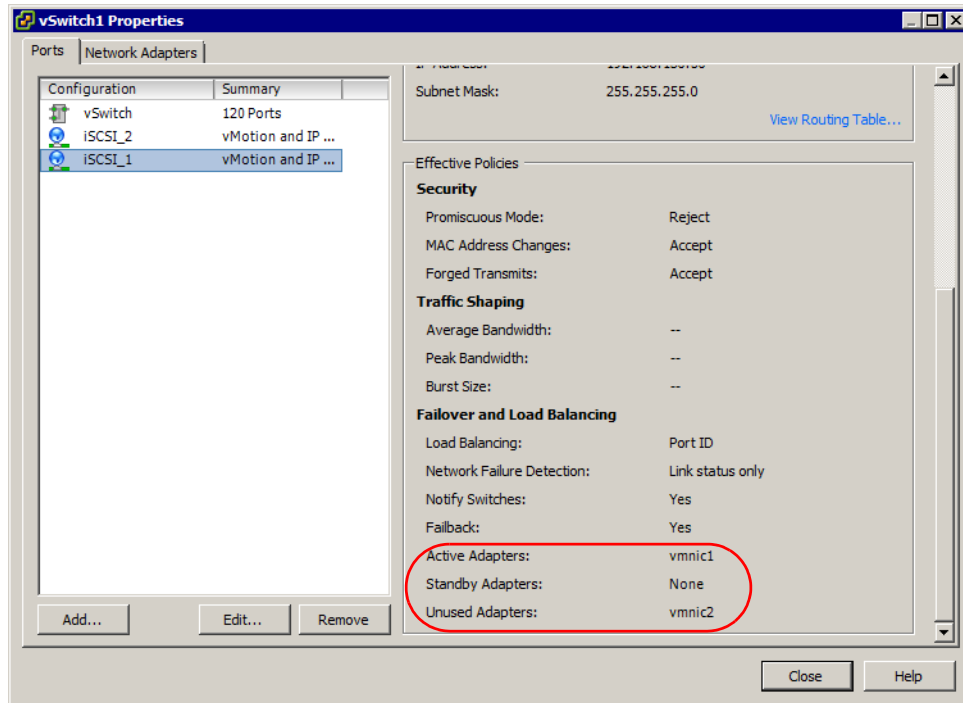 vSwitch1 Properties
Ports Network Adapters
Configuration Summary
vSwitch 120 Ports
iSCSI_2 vMotion and IP ...
iSCSI_1 vMotion and IP ...
Subnet Mask: 255.255.255.0
View Routing Table...
Effective Policies
Security
Promiscuous Mode: Reject
MAC Address Changes: Accept
Forged Transmits: Accept
Traffic Shaping
Average Bandwidth: --
Peak Bandwidth: --
Burst Size: --
Failover and Load Balancing
Load Balancing: Port ID
Network Failure Detection: Link status only
Notify Switches: Yes
Failback: Yes
Active Adapters: vmnic1
Standby Adapters: None
Unused Adapters: vmnic2
Add... Edit... Remove
Close Help